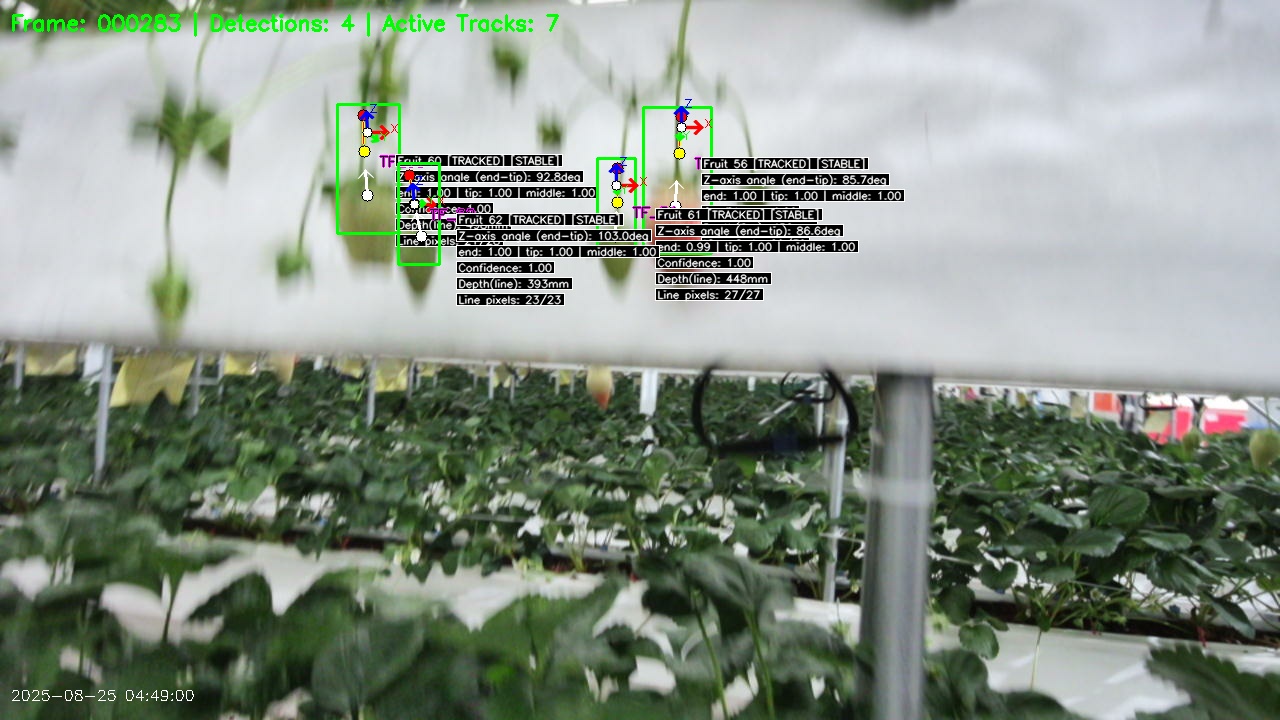 Frame: 000283 | Detections: 4 | Active Tracks: 7
Fruit 60 [TRACKED] [STABLE]
Z-axis angle (end-tip): 92.8deg
end: 1.00 | tip: 1.00 | middle: 1.00
Fruit 56 [TRACKED] [STABLE]
Z-axis angle (end-tip): 85.7deg
end: 1.00 | tip: 1.00 | middle: 1.00
Fruit 62 [TRACKED] [STABLE]
Z-axis angle (end-tip): 103.0deg
end: 1.00 | tip: 1.00 | middle: 1.00
Confidence: 1.00
Depth(line): 393mm
Line pixels: 23/23
Fruit 61 [TRACKED] [STABLE]
Z-axis angle (end-tip): 86.6deg
end: 0.99 | tip: 1.00 | middle: 1.00
Confidence: 1.00
Depth(line): 448mm
Line pixels: 27/27
2025-08-25 04:49:00